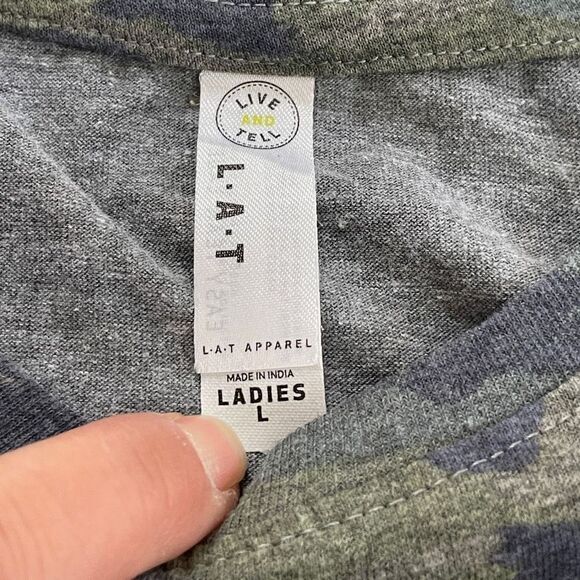 LIVE
AND
TELL
L·A·T
L·A·T APPAREL
MADE IN INDIA
LADIES
L